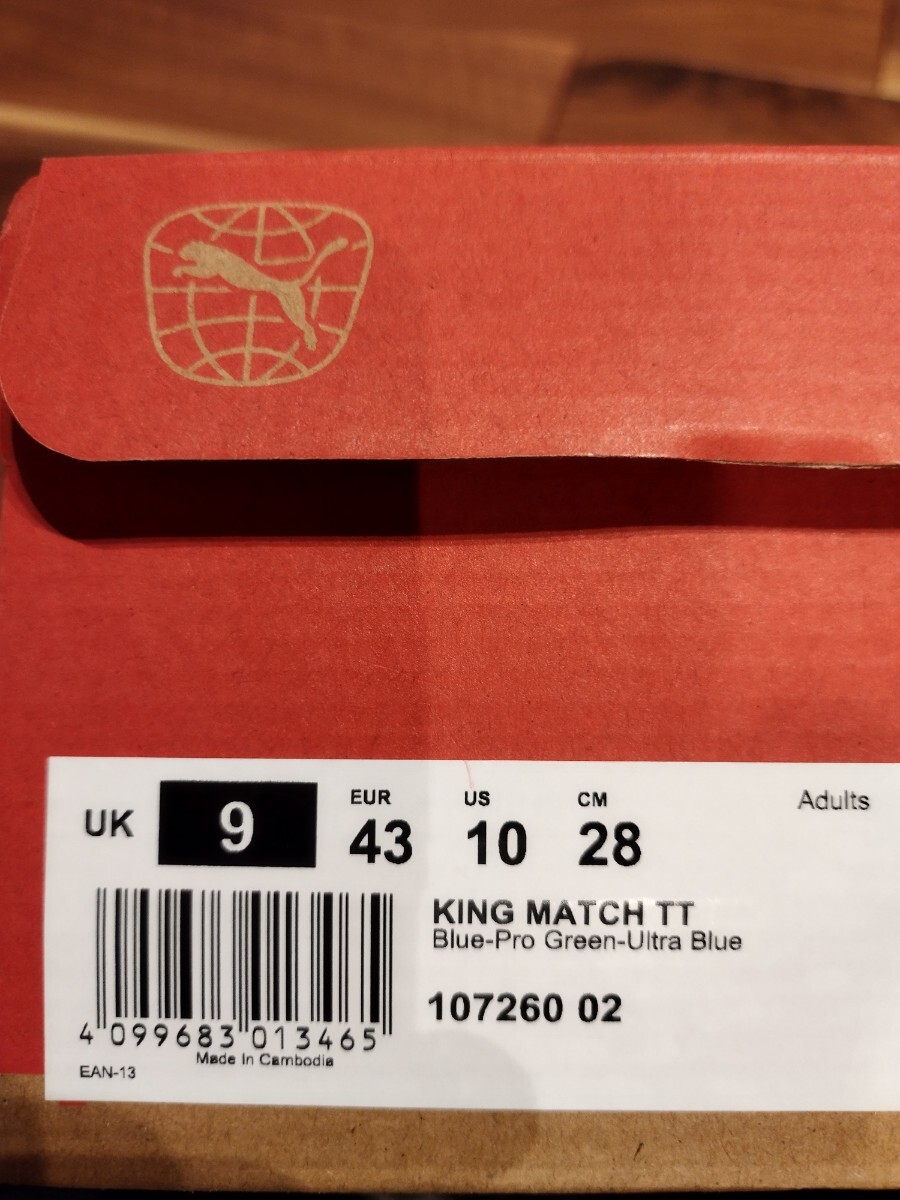 UK 9
EUR US CM
43 10 28
Adults
KING MATCH TT
Blue-Pro Green-Ultra Blue
107260 02
4 099683 013465
Made In Cambodia
EAN-13